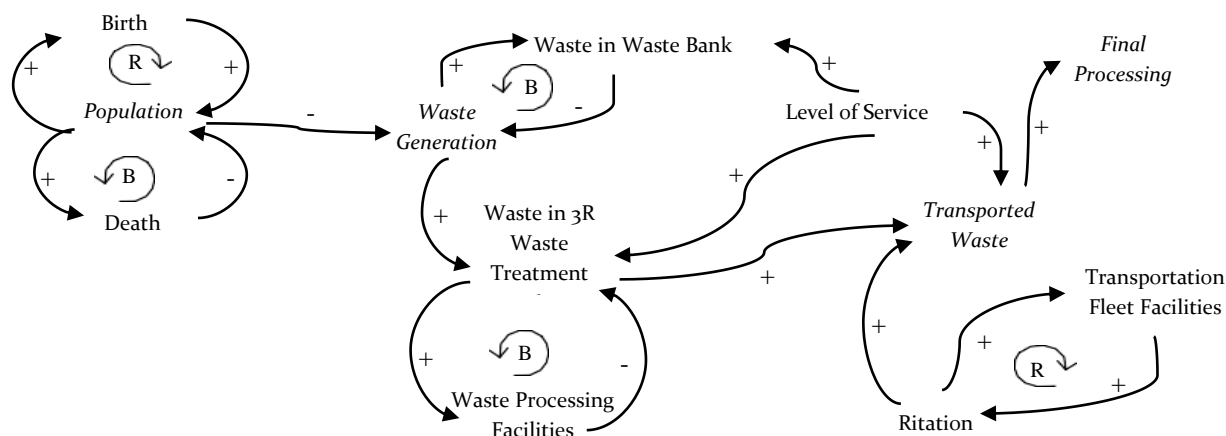 Birth
R
+
+
Population
-
+
B
-
Death
Waste in Waste Bank
+
B
-
Waste
Generation
+
Level of Service
+
+
Final
Processing
+
+
Waste in 3R
Waste
Treatment
+
Transported
Waste
+
B
-
Waste Processing
Facilities
Transportation
Fleet Facilities
+
+
R
+
Ritation